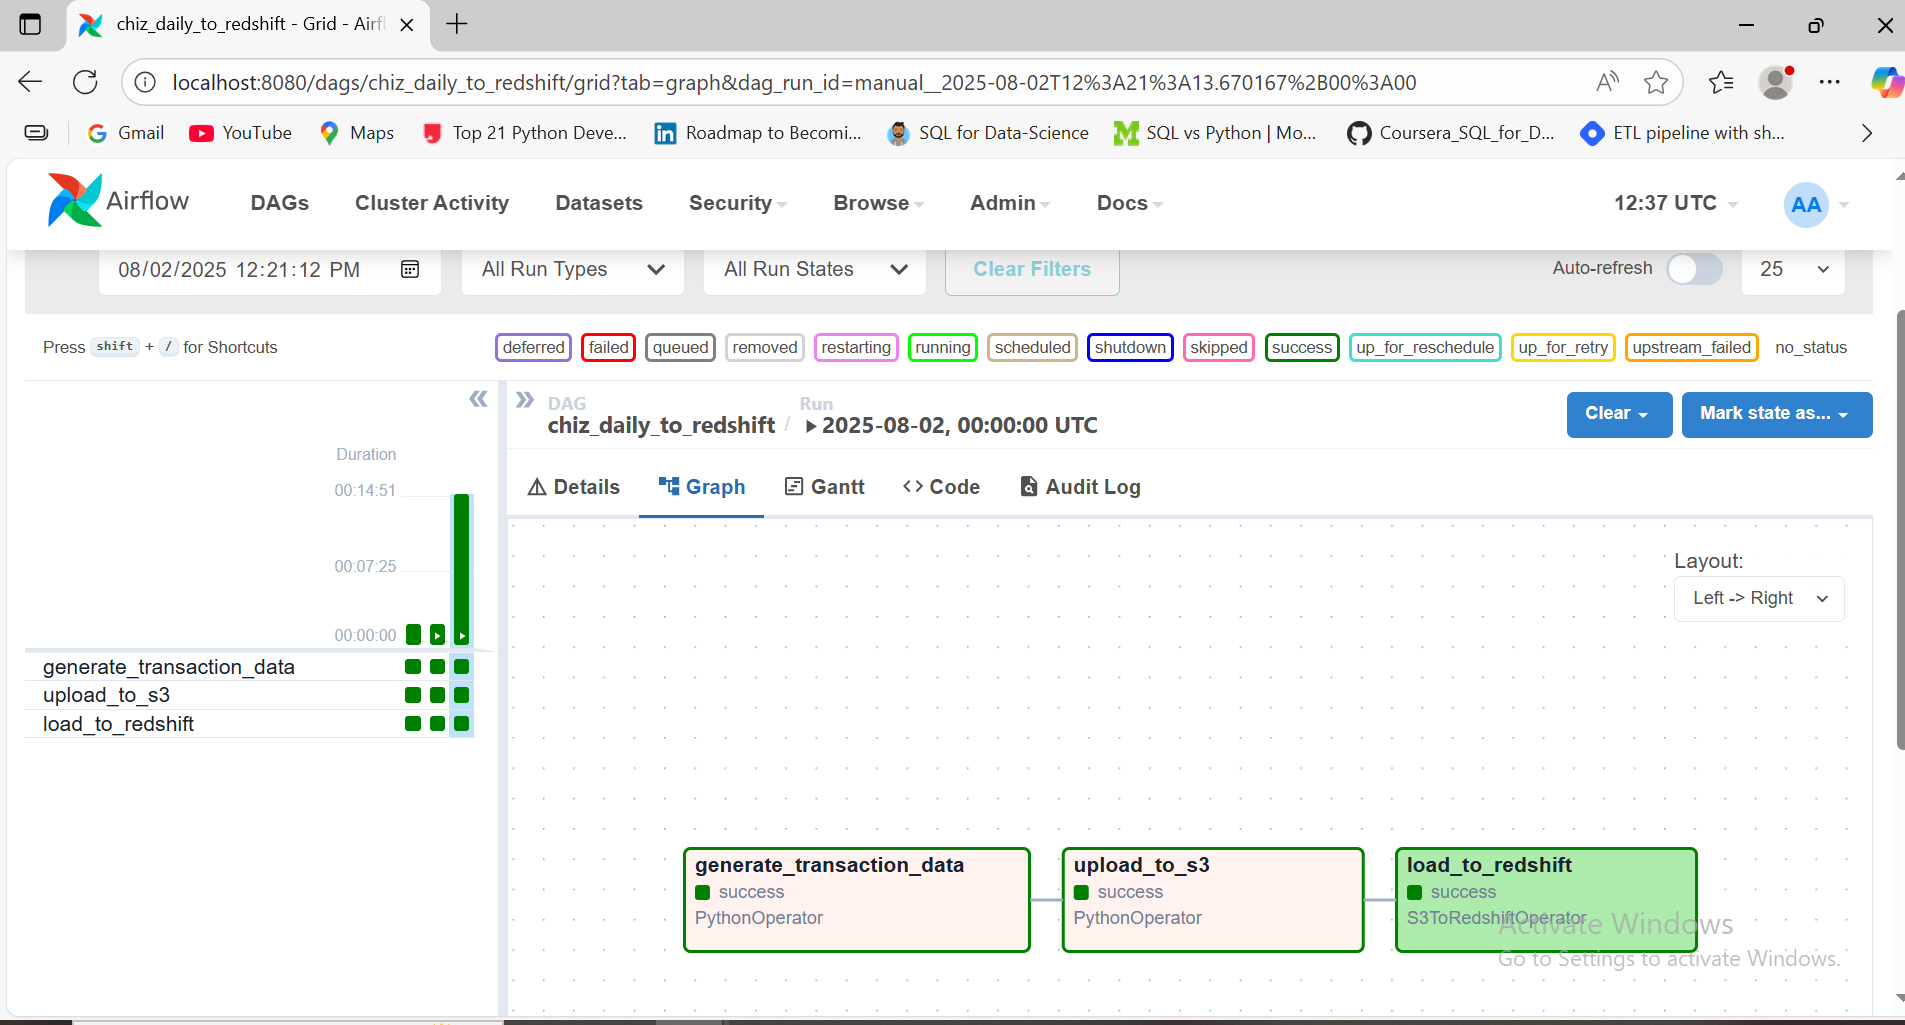 chiz_daily_to_redshift - Grid - Airf
localhost:8080/dags/chiz_daily_to_redshift/grid?tab=graph&dag_run_id=manual__2025-08-02T12%3A21%3A13.670167%2B00%3A00
Gmail YouTube Maps Top 21 Python Deve... Roadmap to Becomi... SQL for Data-Science SQL vs Python | Mo... Coursera_SQL_for_D... ETL pipeline with sh...
Airflow DAGs Cluster Activity Datasets Security Browse Admin Docs 12:37 UTC AA
08/02/2025 12:21:12 PM All Run Types All Run States Clear Filters Auto-refresh 25
Press shift + / for Shortcuts deferred failed queued removed restarting running scheduled shutdown skipped success up_for_reschedule up_for_retry upstream_failed no_status
DAG Run
chiz_daily_to_redshift / 2025-08-02, 00:00:00 UTC
Clear Mark state as...
Details Graph Gantt Code Audit Log
Duration
00:14:51
00:07:25
00:00:00
generate_transaction_data
upload_to_s3
load_to_redshift
Layout:
Left -> Right
generate_transaction_data
success
PythonOperator
upload_to_s3
success
PythonOperator
load_to_redshift
success
S3ToRedshiftOperator
Activate Windows
Go to Settings to activate Windows.